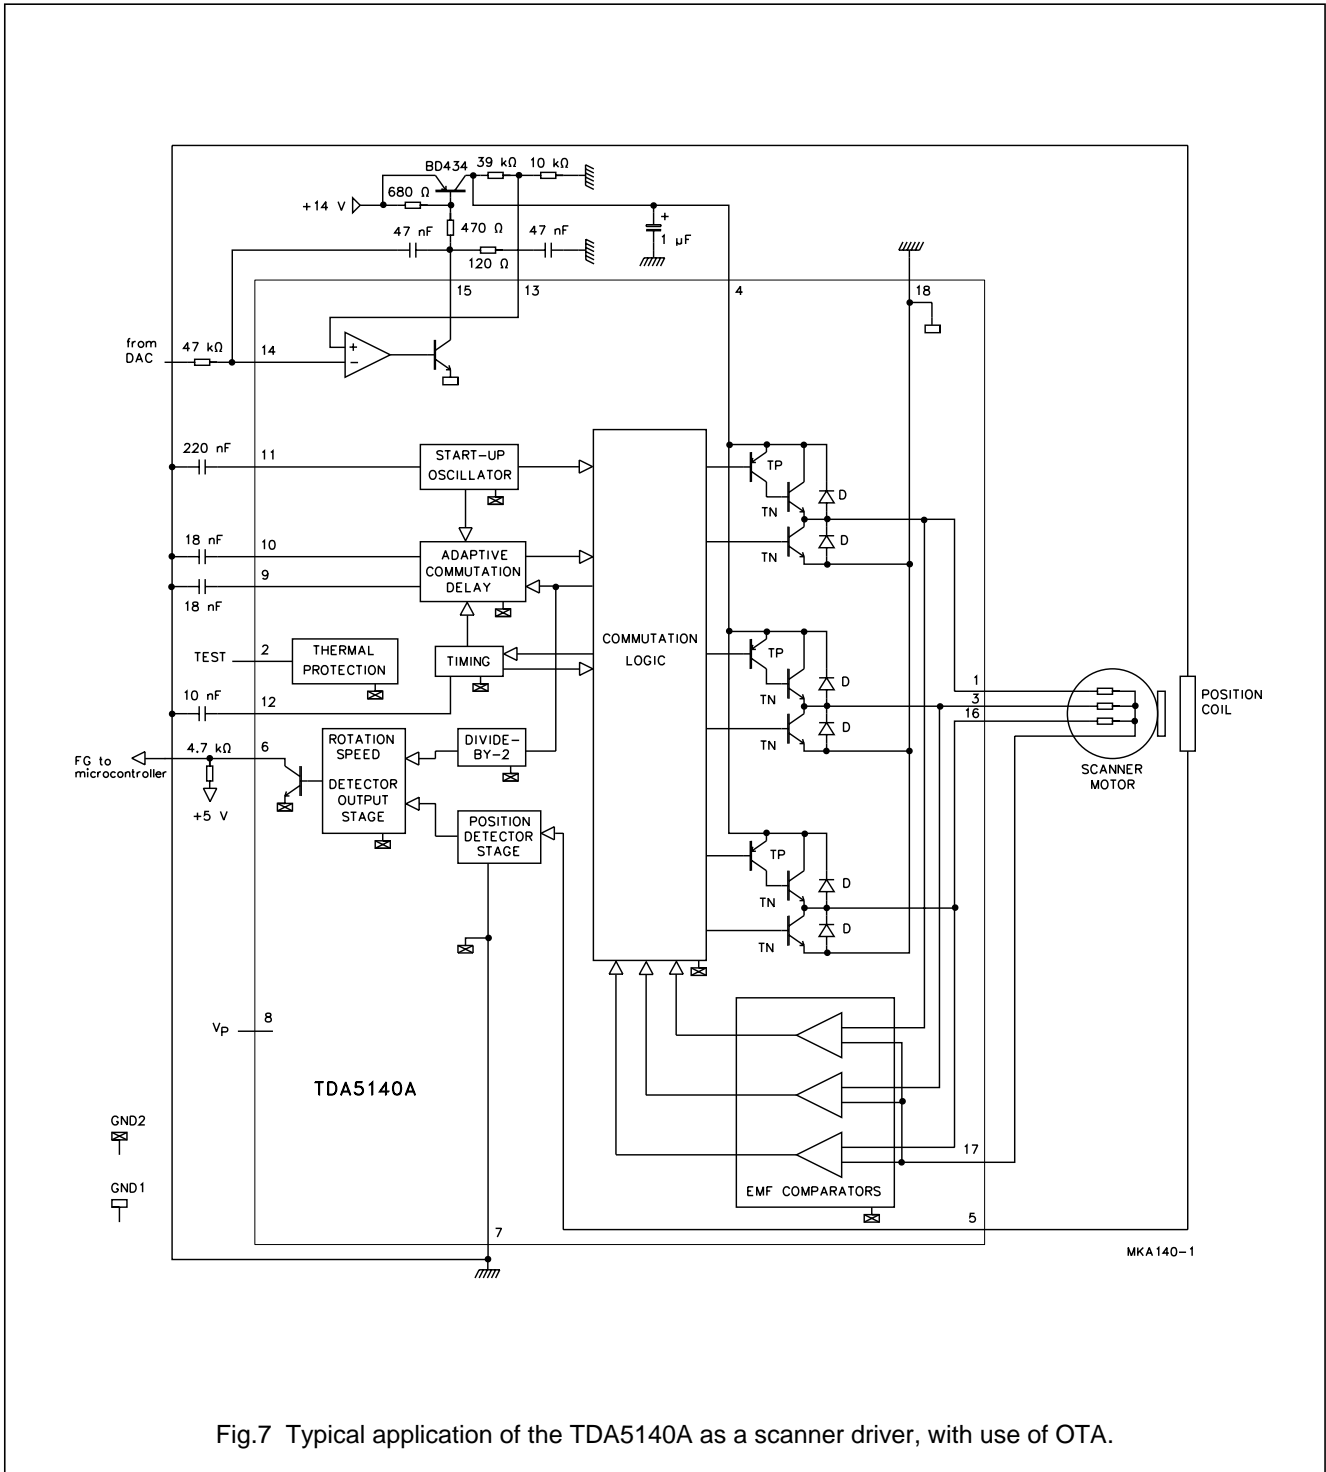 BD434
39 kΩ
10 kΩ
680 Ω
+14 V
470 Ω
47 nF
47 nF
120 Ω
+
1 μF
15
13
4
18
from
DAC
47 kΩ
14
+
−
220 nF
11
START-UP
OSCILLATOR
TP
D
TN
TN
D
18 nF
10
ADAPTIVE
COMMUTATION
DELAY
9
18 nF
COMMUTATION
LOGIC
TEST
2
THERMAL
PROTECTION
TIMING
TP
D
TN
TN
D
1
3
16
POSITION
COIL
SCANNER
MOTOR
10 nF
12
4.7 kΩ
6
FG to
microcontroller
+5 V
ROTATION
SPEED
DETECTOR
OUTPUT
STAGE
DIVIDE-
BY-2
POSITION
DETECTOR
STAGE
TP
D
TN
TN
D
VP
8
TDA5140A
GND2
GND1
17
EMF COMPARATORS
5
7
MKA140-1
Fig.7 Typical application of the TDA5140A as a scanner driver, with use of OTA.